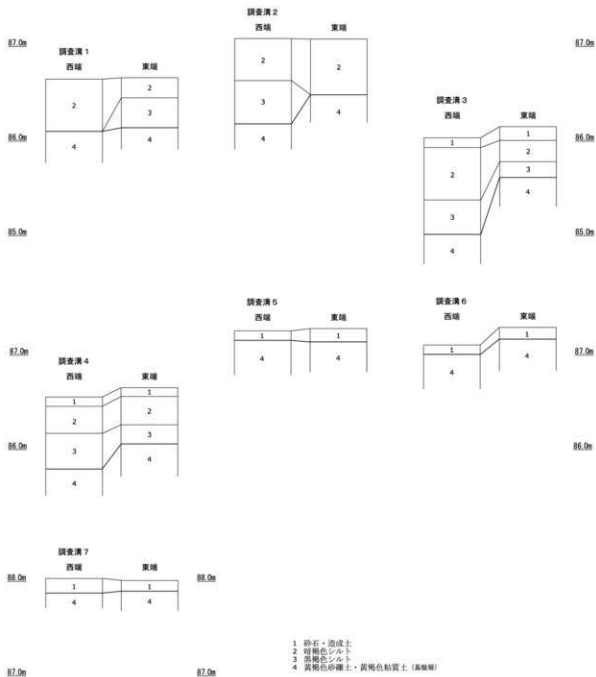 調査溝2
西端 東端
87.0m 87.0m
調査溝1
西端 東端
2 2
2 2
3
3
4
調査溝3
西端 東端
86.0m 86.0m
4 4
4
1 1
2 2
3
4
3
85.0m 85.0m
4
調査溝5
西端 東端
調査溝6
西端 東端
1 1
87.0m 87.0m
1 1
4 4
4 4
調査溝4
西端 東端
1 1
2 2
3 3
86.0m 86.0m
4 4
調査溝7
西端 東端
88.0m 88.0m
1 1
4 4
87.0m 87.0m
1 砕石・造成土
2 暗褐色シルト
3 黒褐色シルト
4 黄褐色砂礫土・黄褐色粘質土(基盤層)